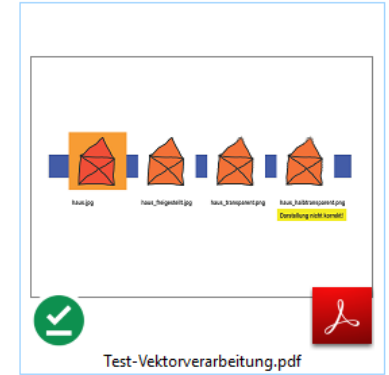 haus.jpg haus_freigestellt.jpg haus_transparent.png haus_halbtransparent.png
Darstellung nicht korrekt!
Test-Vektorverarbeitung.pdf